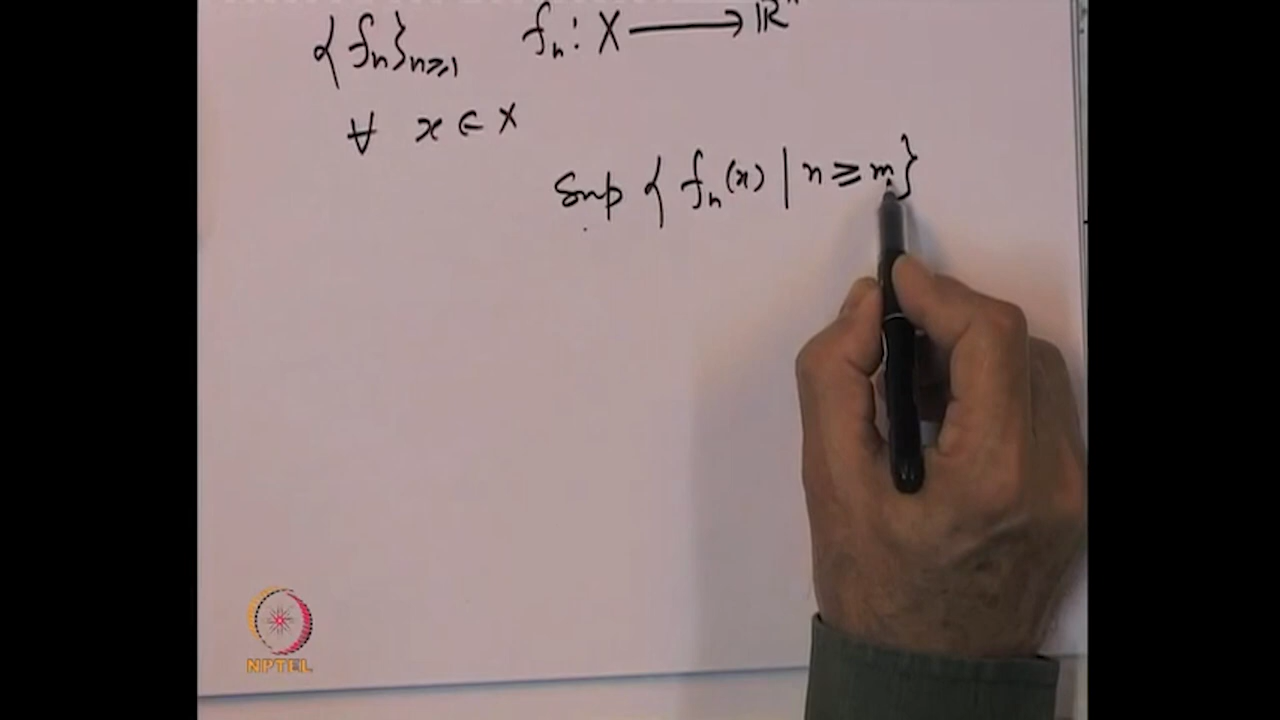 {fₙ}ₙ≥₁ fₙ: X ⟶ ℝ*
∀ x ∈ X
Sup { fₙ(x) | n ≥ m }
NPTEL